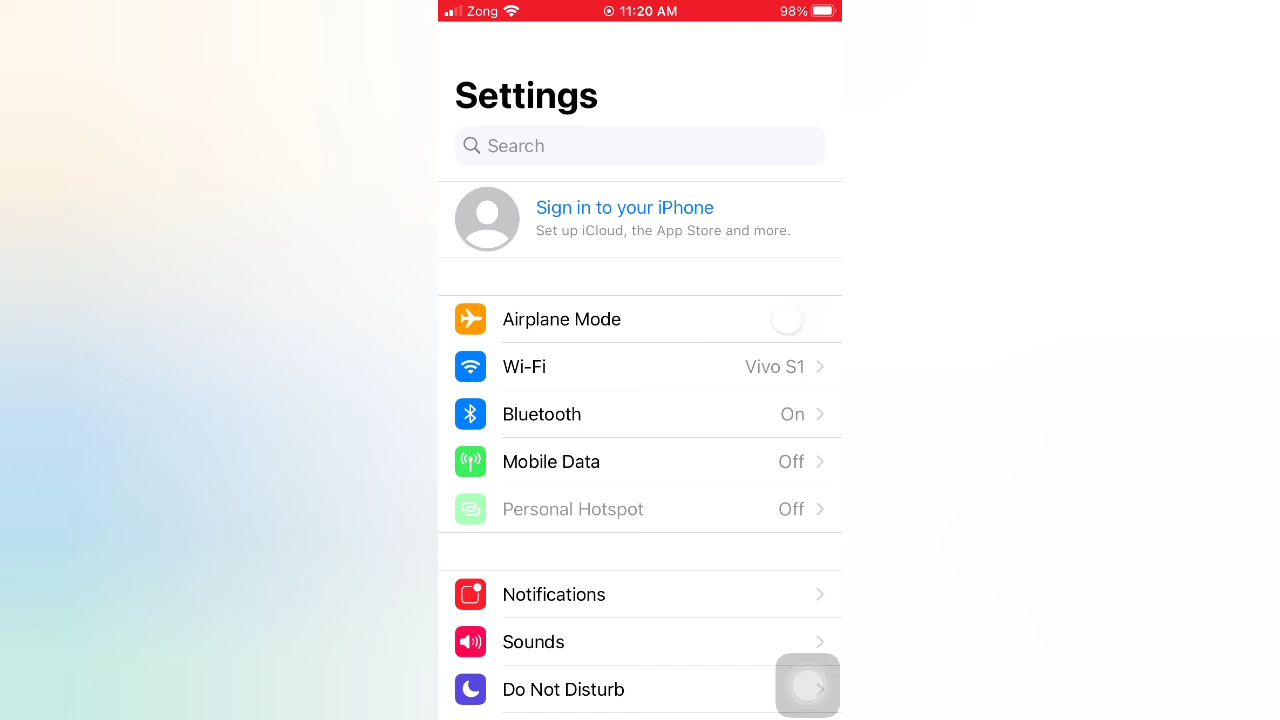 Zong 11:20 AM 98%
Settings
Search
Sign in to your iPhone
Set up iCloud, the App Store and more.
Airplane Mode
Wi-Fi Vivo S1
Bluetooth On
Mobile Data Off
Personal Hotspot Off
Notifications
Sounds
Do Not Disturb